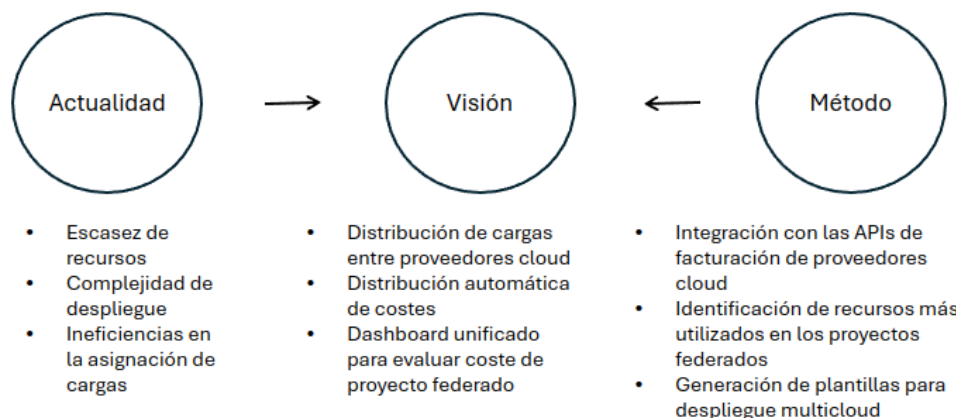 Actualidad
Visión
Método
• Escasez de
recursos
• Complejidad de
despliegue
• Ineficiencias en
la asignación de
cargas
• Distribución de cargas
entre proveedores cloud
• Distribución automática
de costes
• Dashboard unificado
para evaluar coste de
proyecto federado
• Integración con las APIs de
facturación de proveedores
cloud
• Identificación de recursos más
utilizados en los proyectos
federados
• Generación de plantillas para
despliegue multicloud